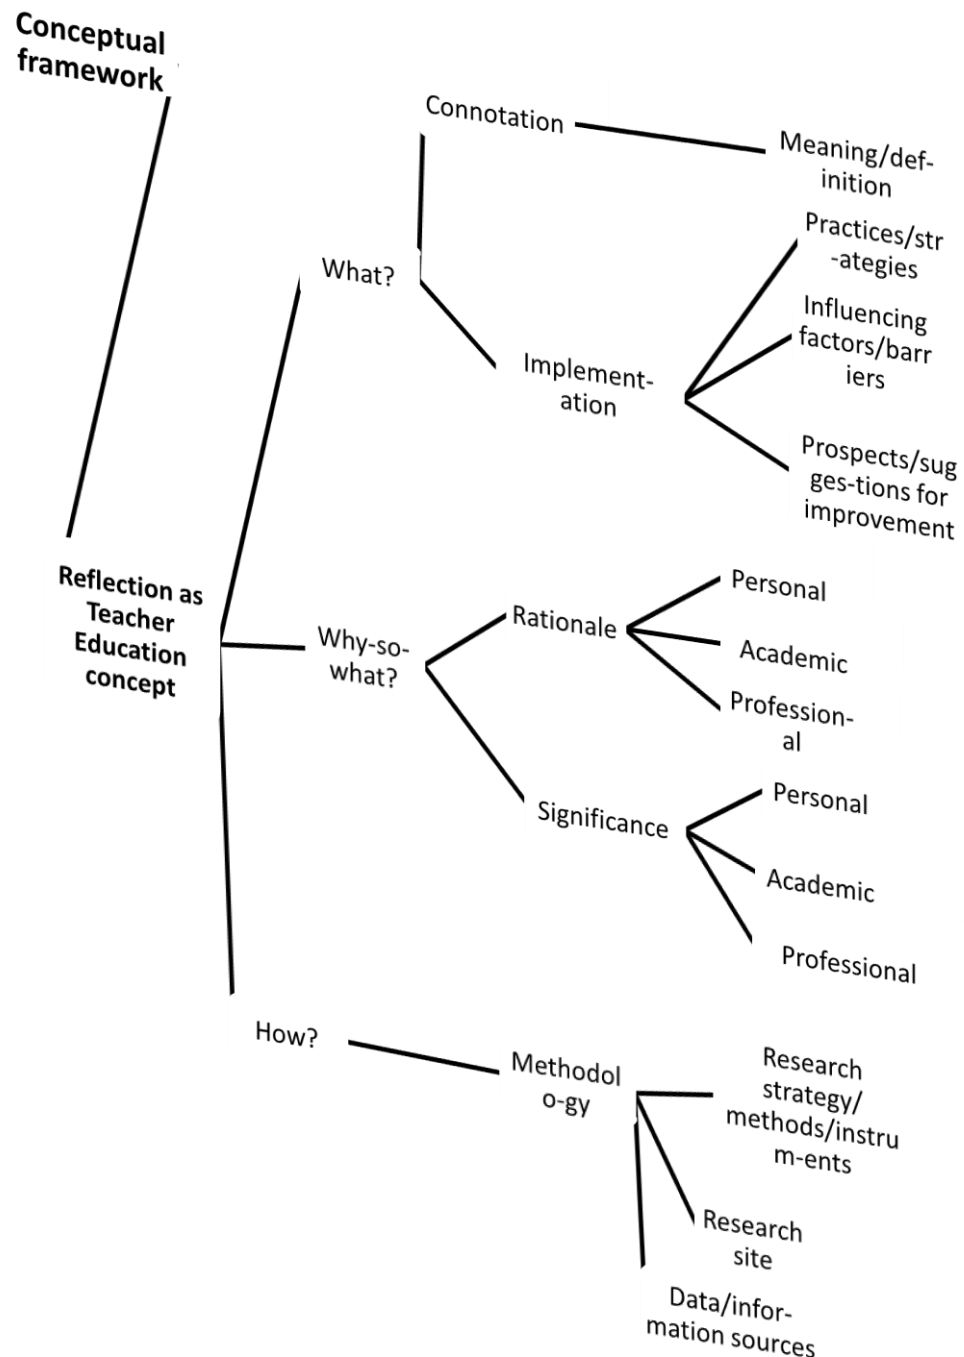 Conceptual
framework
Connotation
Meaning/def-
inition
Practices/str
-ategies
What?
Influencing
factors/barr
iers
Implement-
ation
Prospects/sug
ges-tions for
improvement
Reflection as
Teacher
Education
concept
Why-so-
what?
Rationale
Personal
Academic
Profession-
al
Significance
Personal
Academic
Professional
How?
Methodol
o-gy
Research
strategy/
methods/instru
m-ents
Research
site
Data/infor-
mation sources